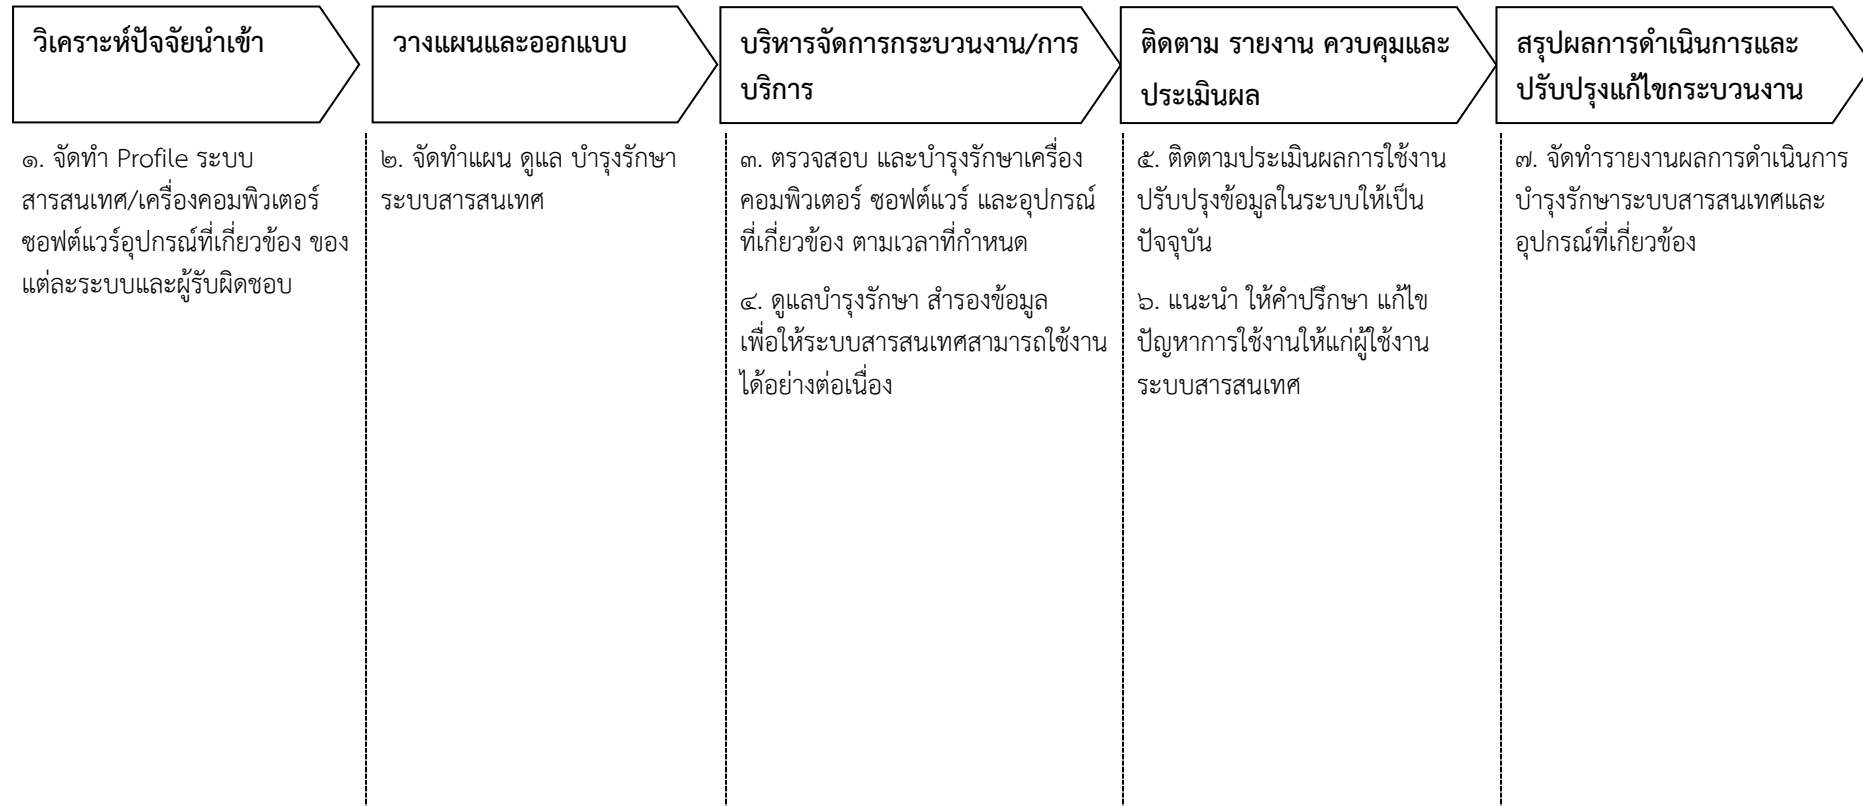 วิเคราะห์ปัจจัยนำเข้า
วางแผนและออกแบบ
บริหารจัดการกระบวนงาน/การ
บริการ
ติดตาม รายงาน ควบคุมและ
ประเมินผล
สรุปผลการดำเนินการและ
ปรับปรุงแก้ไขกระบวนงาน
๑. จัดทำ Profile ระบบ
สารสนเทศ/เครื่องคอมพิวเตอร์
ซอฟต์แวร์อุปกรณ์ที่เกี่ยวข้อง ของ
แต่ละระบบและผู้รับผิดชอบ
๒. จัดทำแผน ดูแล บำรุงรักษา
ระบบสารสนเทศ
๓. ตรวจสอบ และบำรุงรักษาเครื่อง
คอมพิวเตอร์ ซอฟต์แวร์ และอุปกรณ์
ที่เกี่ยวข้อง ตามเวลาที่กำหนด
๔. ดูแลบำรุงรักษา สำรองข้อมูล
เพื่อให้ระบบสารสนเทศสามารถใช้งาน
ได้อย่างต่อเนื่อง
๕. ติดตามประเมินผลการใช้งาน
ปรับปรุงข้อมูลในระบบให้เป็น
ปัจจุบัน
๖. แนะนำ ให้คำปรึกษา แก้ไข
ปัญหาการใช้งานให้แก่ผู้ใช้งาน
ระบบสารสนเทศ
๗. จัดทำรายงานผลการดำเนินการ
บำรุงรักษาระบบสารสนเทศและ
อุปกรณ์ที่เกี่ยวข้อง